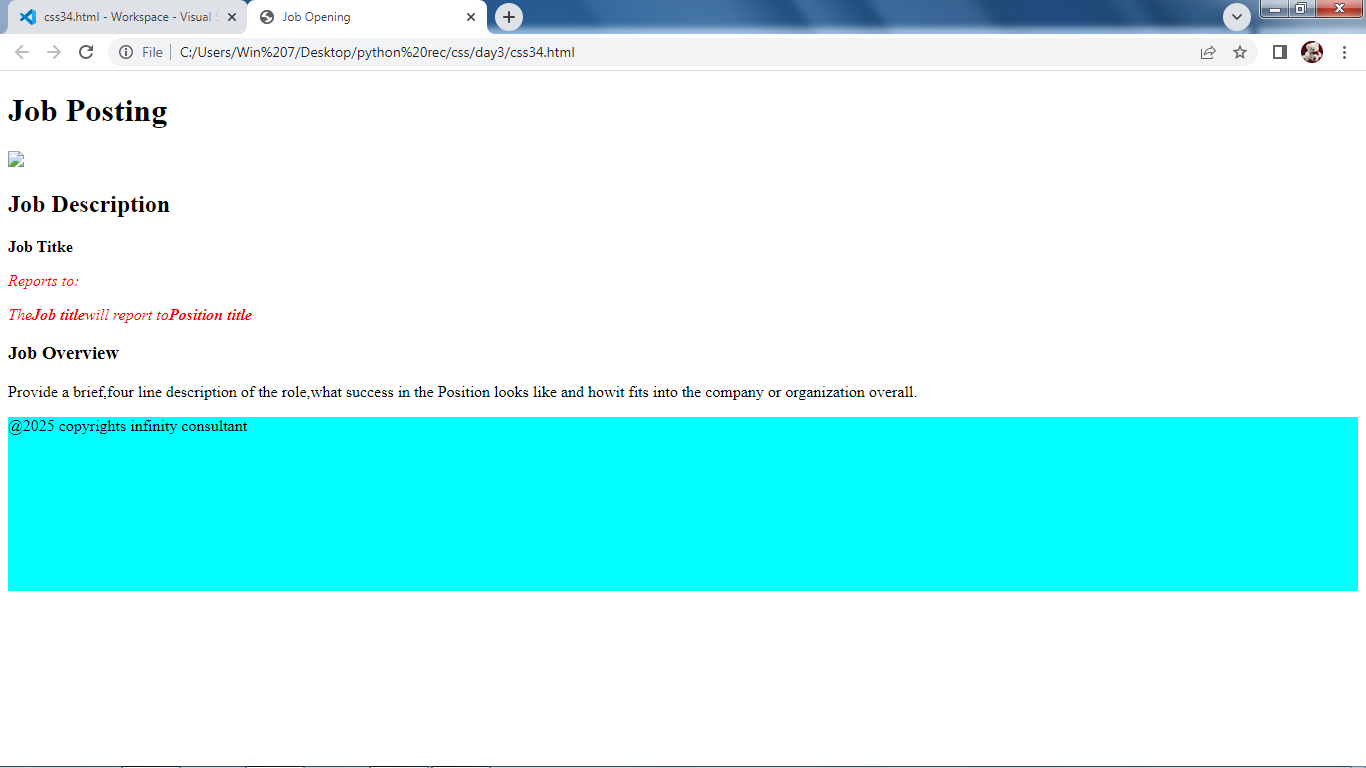 css34.html - Workspace - Visual S
Job Opening
File
C:/Users/Win%207/Desktop/python%20rec/css/day3/css34.html
Job Posting
Job Description
Job Titke
Reports to:
TheJob titlewill report toPosition title
Job Overview
Provide a brief,four line description of the role,what success in the Position looks like and howit fits into the company or organization overall.
@2025 copyrights infinity consultant